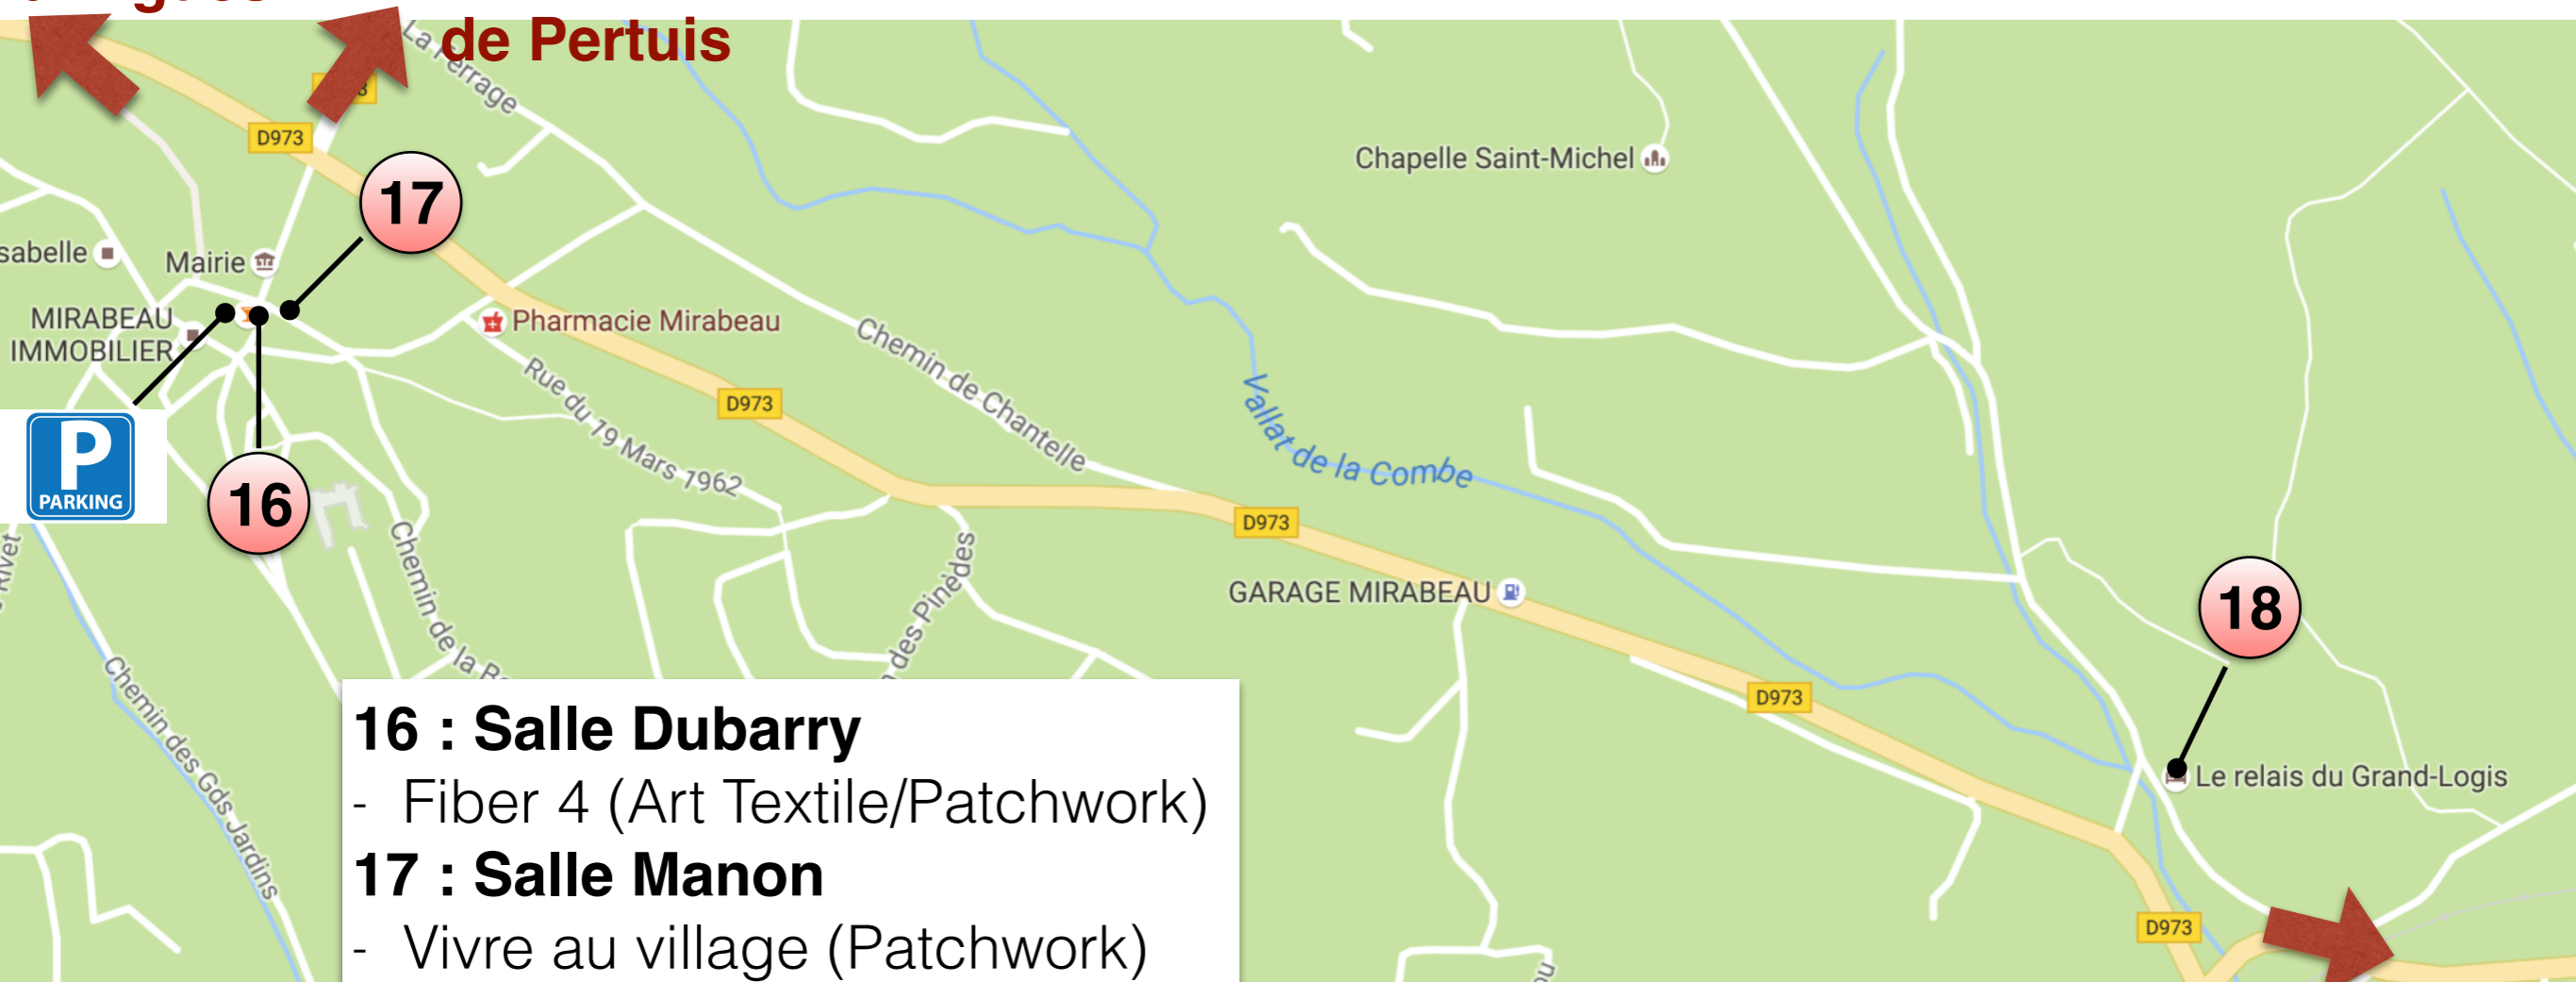 de Pertuis
La Ferrage
D973
17
Chapelle Saint-Michel
Mairie
MIRABEAU
IMMOBILIER
Pharmacie Mirabeau
Chemin de Chantelle
Rue du 19 Mars 1962
D973
Vallat de la Combe
P
PARKING
16
D973
Chemin de la
des Pinèdes
GARAGE MIRABEAU
18
D973
Chemin des Gds Jardins
Le relais du Grand-Logis
D973
16 : Salle Dubarry
- Fiber 4 (Art Textile/Patchwork)
17 : Salle Manon
- Vivre au village (Patchwork)